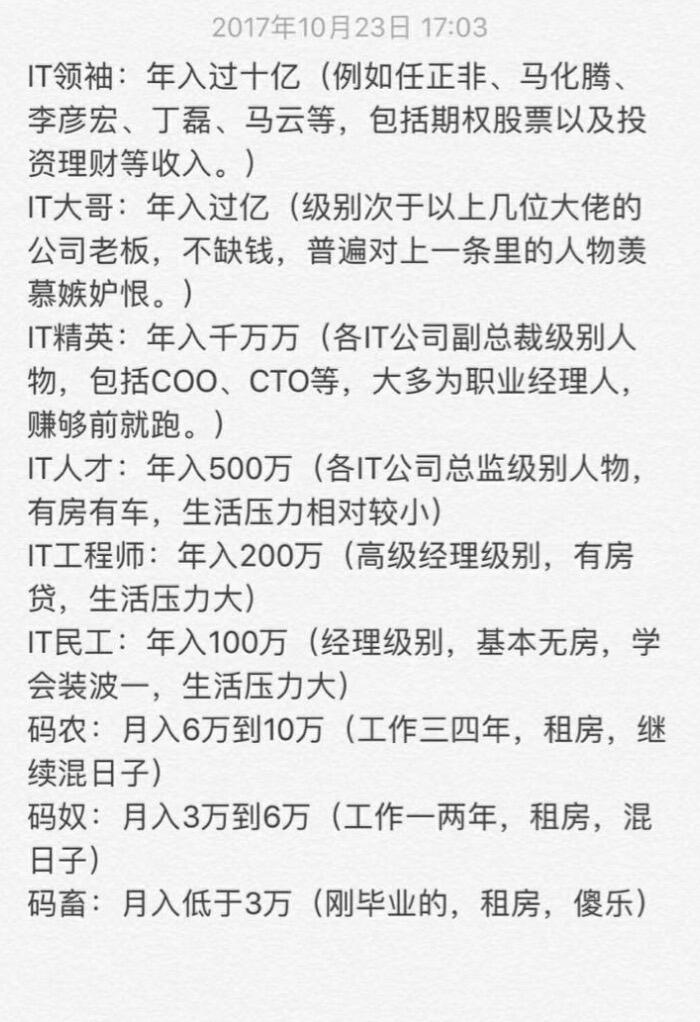 2017年10月23日 17:03
IT领袖：年入过十亿（例如任正非、马化腾、
李彦宏、丁磊、马云等，包括期权股票以及投
资理财等收入。）
IT大哥：年入过亿（级别次于以上几位大佬的
公司老板，不缺钱，普遍对上一条里的人物羡
慕嫉妒恨。）
IT精英：年入千万万（各IT公司副总裁级别人
物，包括COO、CTO等，大多为职业经理人，
赚够前就跑。）
IT人才：年入500万（各IT公司总监级别人物，
有房有车，生活压力相对较小）
IT工程师：年入200万（高级经理级别，有房
贷，生活压力大）
IT民工：年入100万（经理级别，基本无房，学
会装波一，生活压力大）
码农：月入6万到10万（工作三四年，租房，继
续混日子）
码奴：月入3万到6万（工作一两年，租房，混
日子）
码畜：月入低于3万（刚毕业的，租房，傻乐）